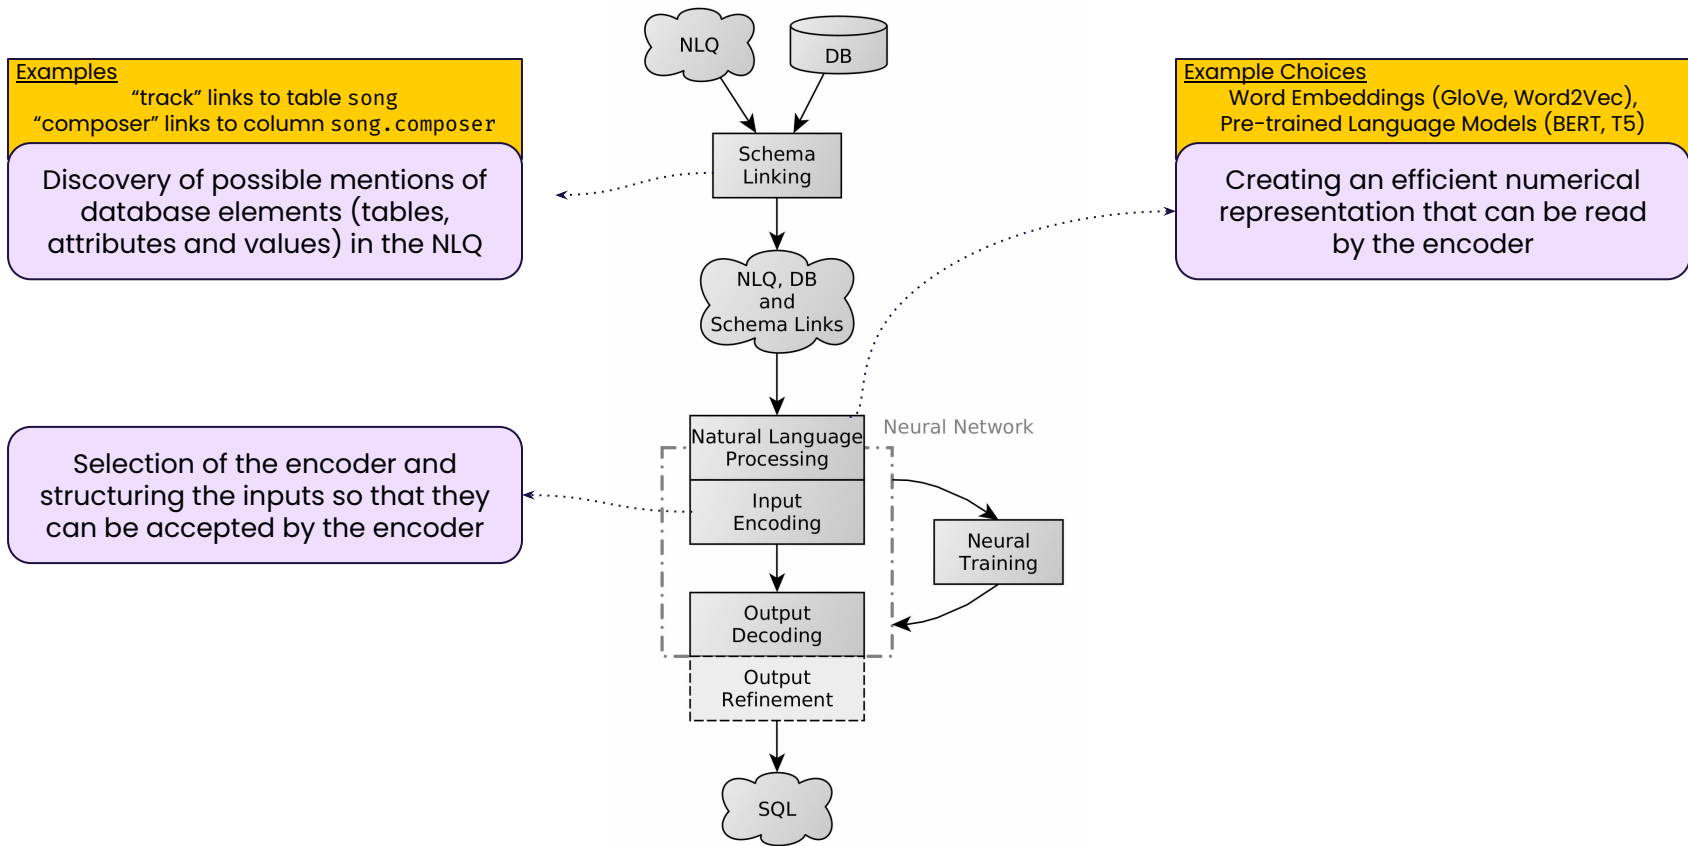 NLQ
DB
Examples
“track” links to table song
“composer” links to column song.composer
Discovery of possible mentions of
database elements (tables,
attributes and values) in the NLQ
Schema
Linking
Example Choices
Word Embeddings (GloVe, Word2Vec),
Pre-trained Language Models (BERT, T5)
Creating an efficient numerical
representation that can be read
by the encoder
NLQ, DB
and
Schema Links
Neural Network
Natural Language
Processing
Selection of the encoder and
structuring the inputs so that they
can be accepted by the encoder
Input
Encoding
Neural
Training
Output
Decoding
Output
Refinement
SQL